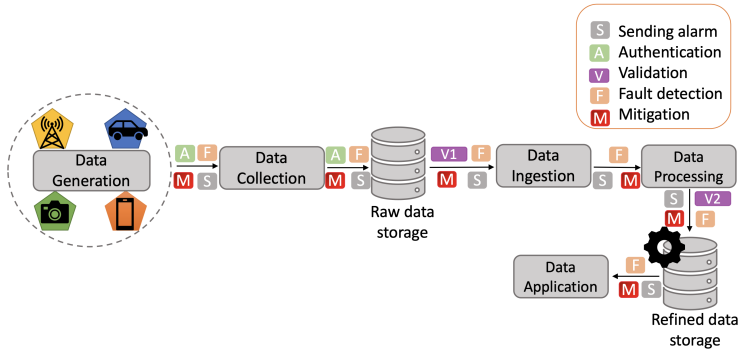 S Sending alarm
A Authentication
V Validation
F Fault detection
M Mitigation
Data
Generation
A F
M S
Data
Collection
A F
M S
Raw data
storage
V1 F
M S
Data
Ingestion
F
S M
Data
Processing
S V2
M F
Refined data
storage
F
M S
Data
Application